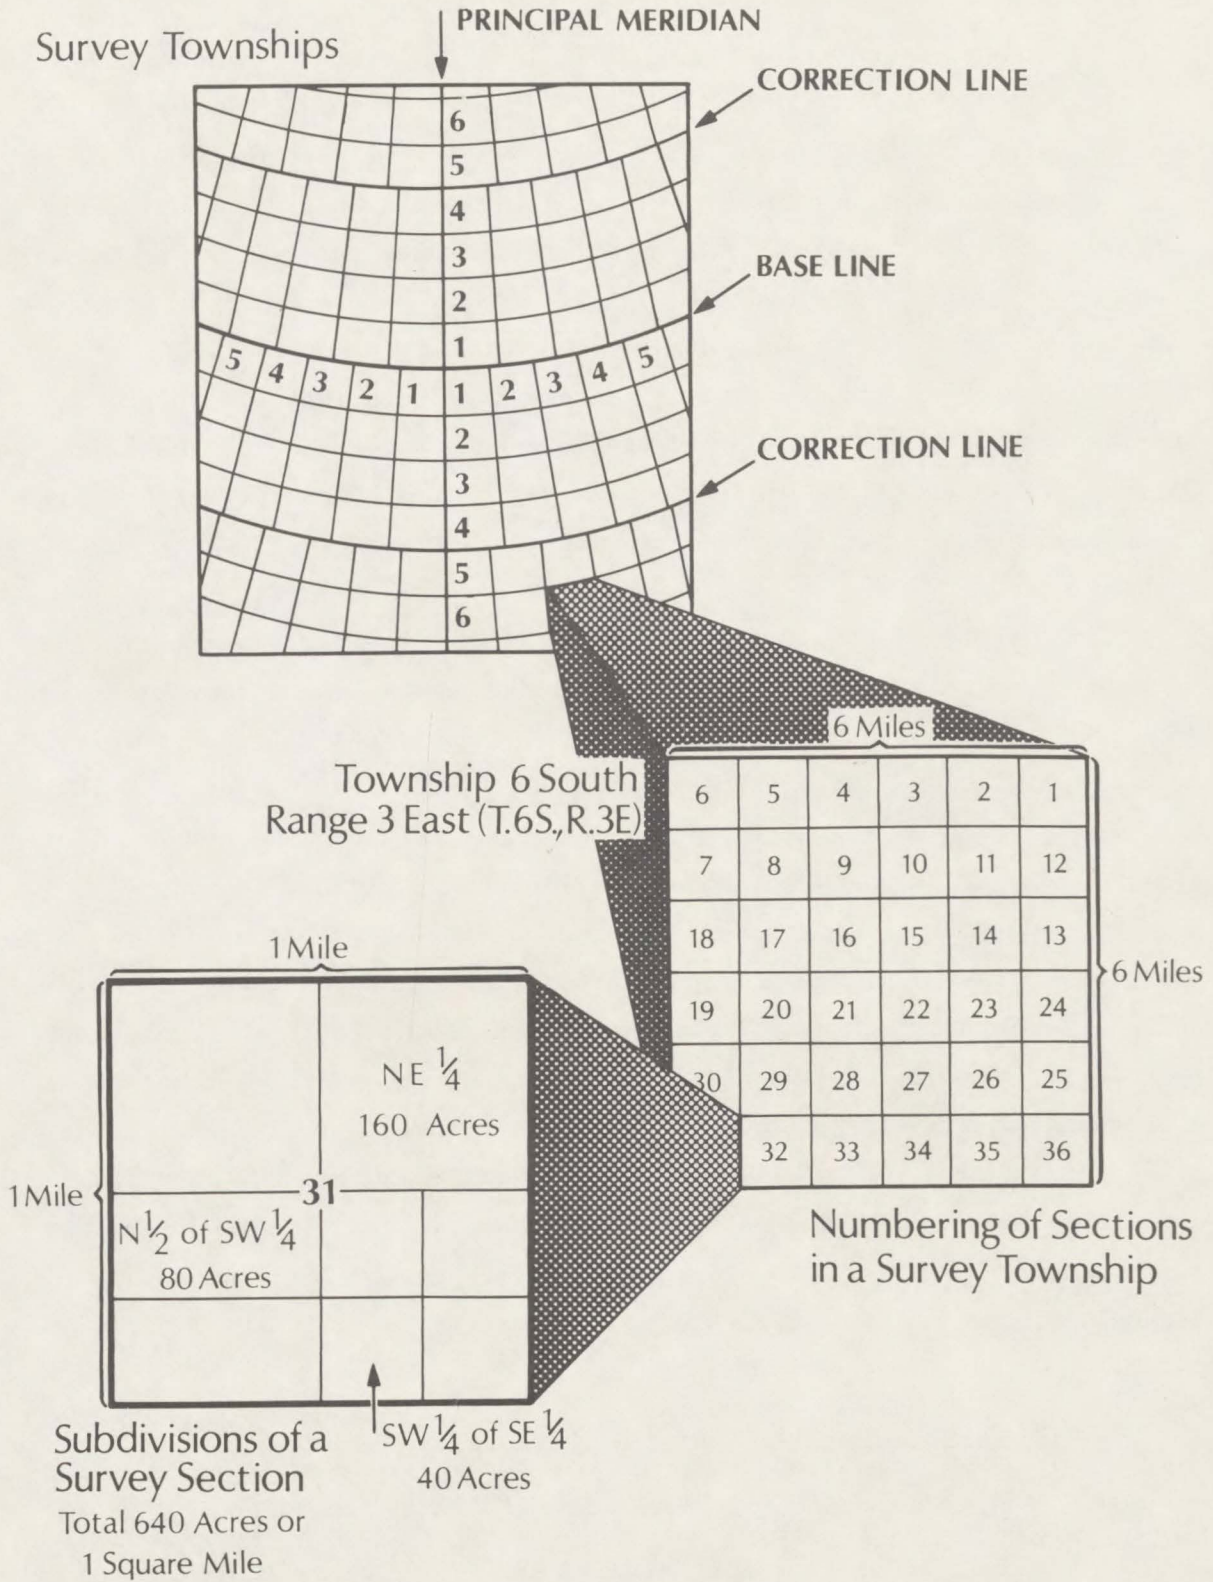 PRINCIPAL MERIDIAN
Survey Townships
CORRECTION LINE
6
5
4
3
BASE LINE
2
1
5 4 3 2 1 1 2 3 4 5
2
CORRECTION LINE
3
4
5
6
6 Miles
Township 6 South
Range 3 East (T.6S., R.3E)
6 5 4 3 2 1
7 8 9 10 11 12
18 17 16 15 14 13
6 Miles
19 20 21 22 23 24
30 29 28 27 26 25
32 33 34 35 36
Numbering of Sections
in a Survey Township
1 Mile
NE 1/4
160 Acres
1 Mile
31
N 1/2 of SW 1/4
80 Acres
SW 1/4 of SE 1/4
40 Acres
Subdivisions of a
Survey Section
Total 640 Acres or
1 Square Mile